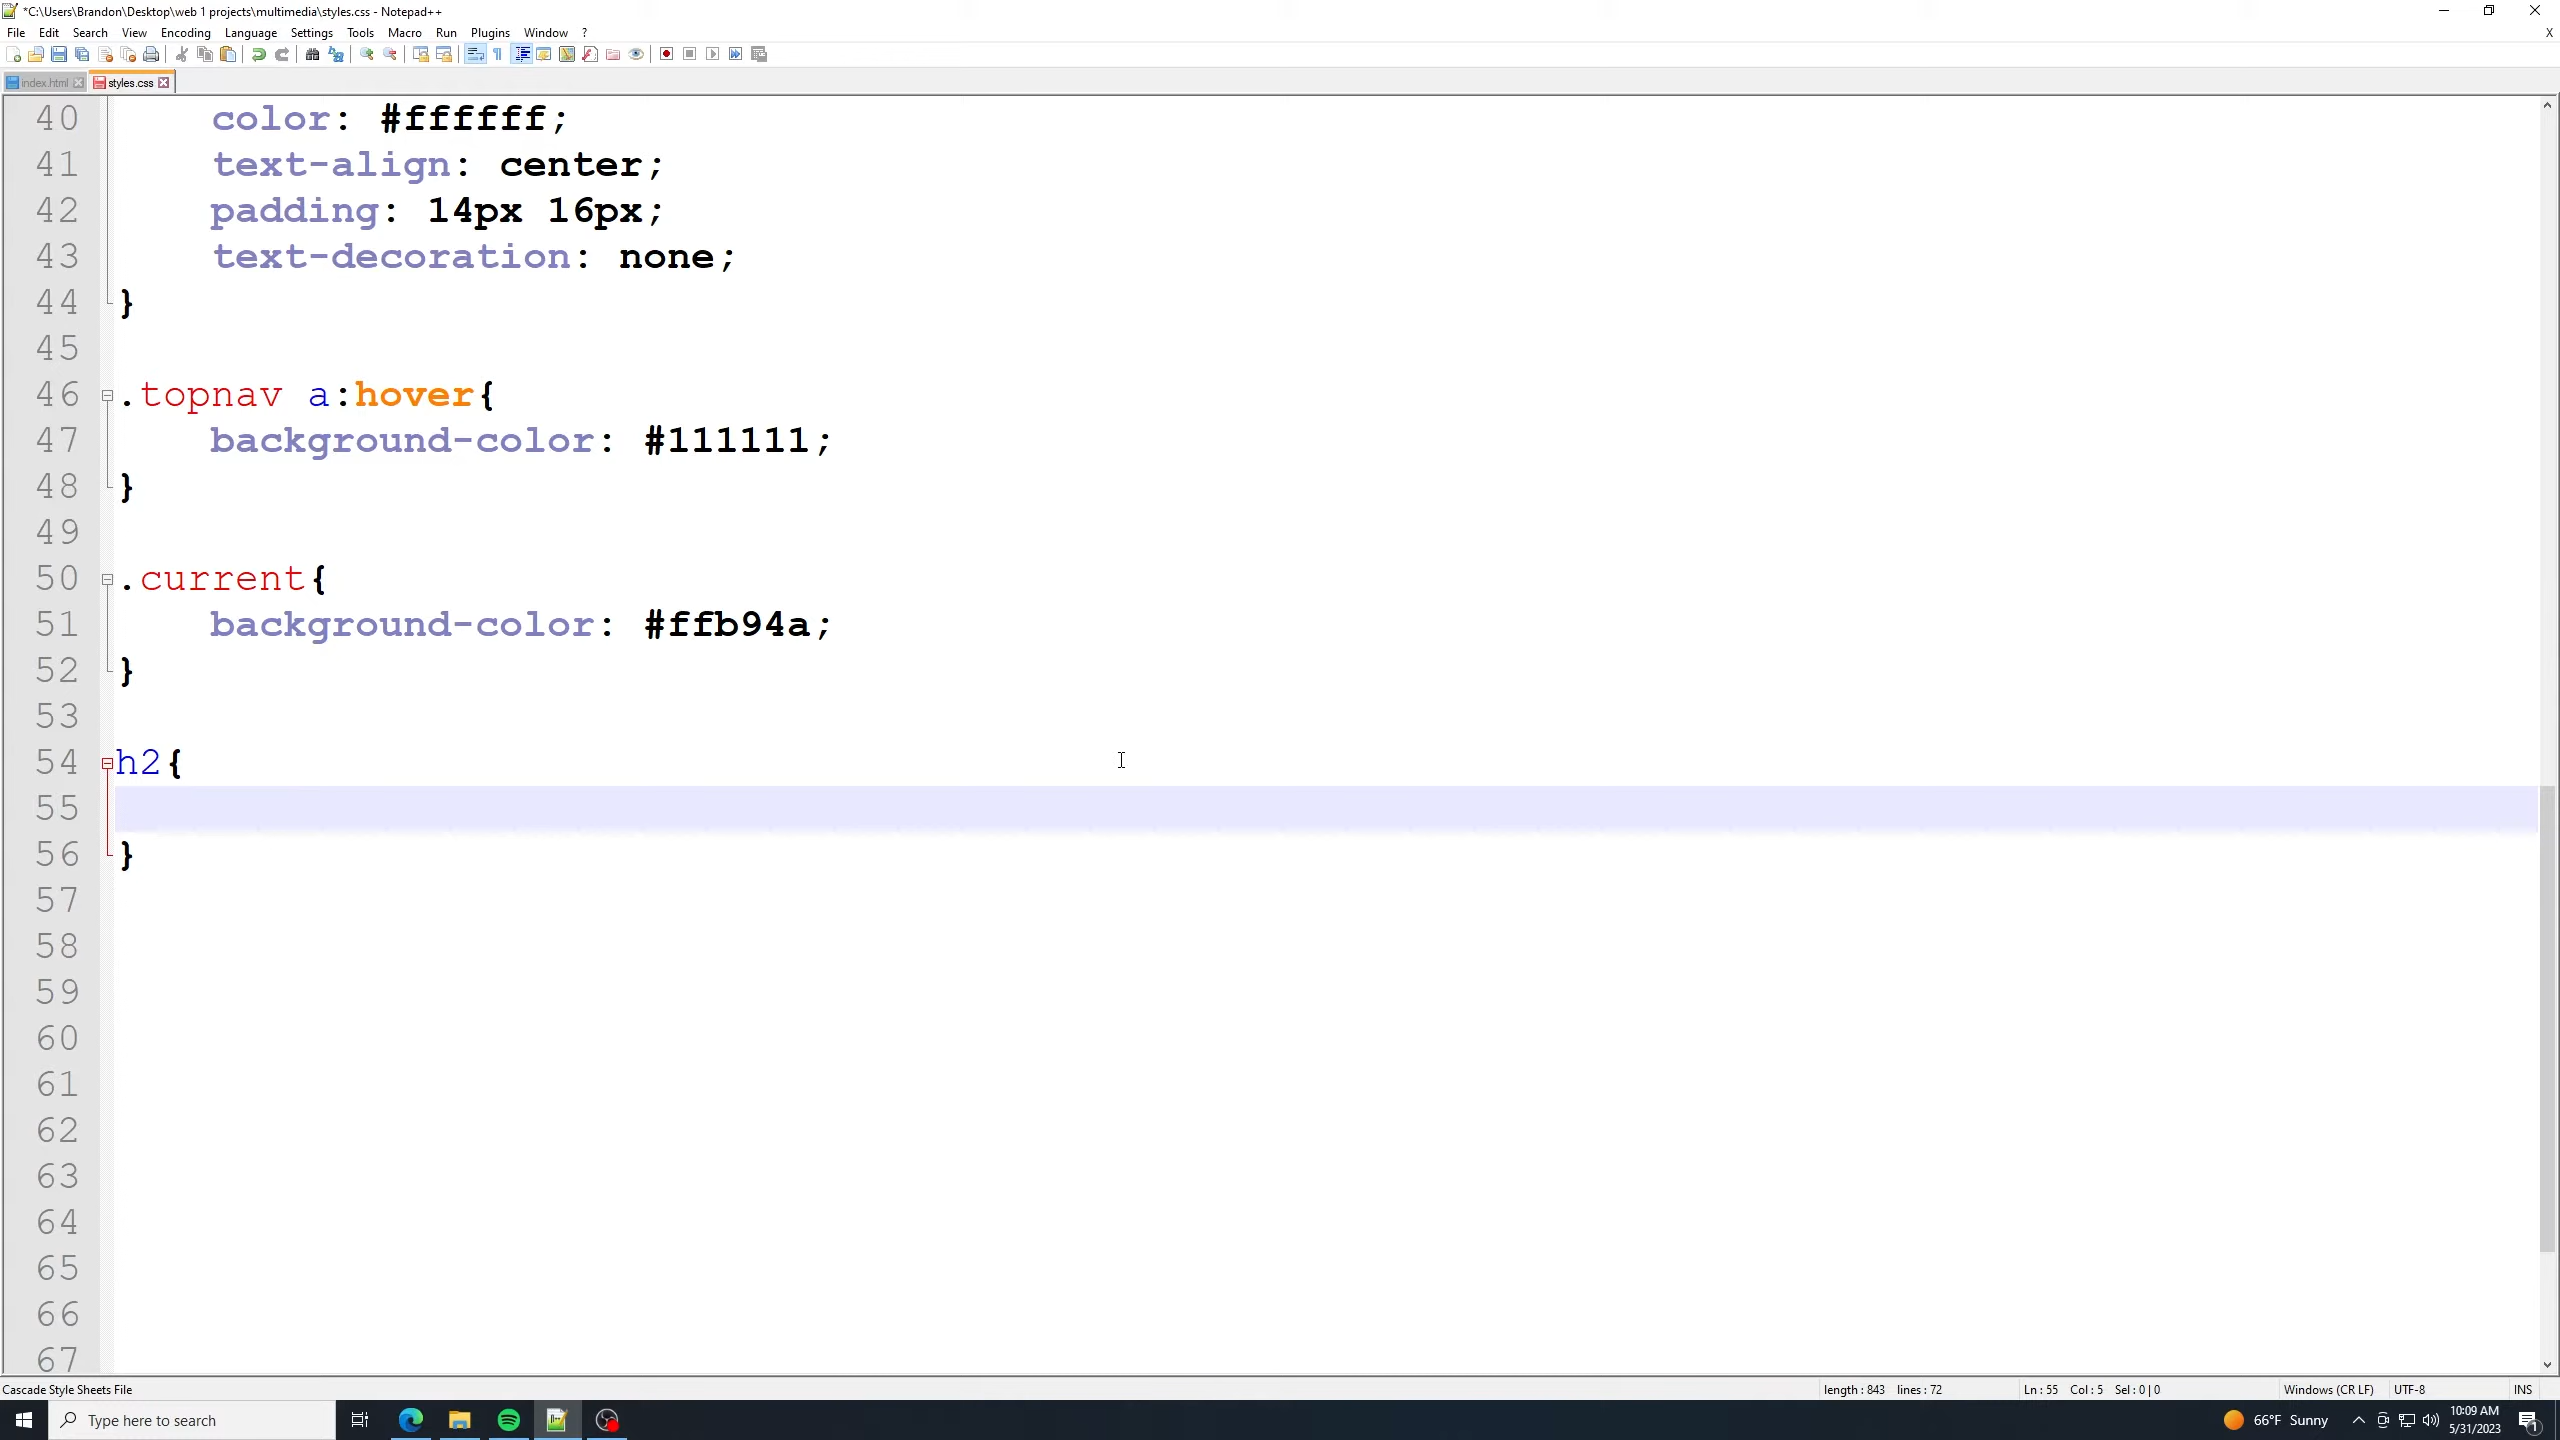 *C:\Users\Brandon\Desktop\web 1 projects\multimedia\styles.css - Notepad++
File Edit Search View Encoding Language Settings Tools Macro Run Plugins Window ?
X
index.html styles.css
40 color: #ffffff;
41 text-align: center;
42 padding: 14px 16px;
43 text-decoration: none;
44 }
45
46 .topnav a:hover{
47 background-color: #111111;
48 }
49
50 .current{
51 background-color: #ffb94a;
52 }
53
54 h2{
55
56 }
57
58
59
60
61
62
63
64
65
66
67
Cascade Style Sheets File length : 843 lines : 72 Ln : 55 Col : 5 Sel : 0 | 0 Windows (CR LF) UTF-8 INS
Type here to search 66°F Sunny 10:09 AM
5/31/2023
1